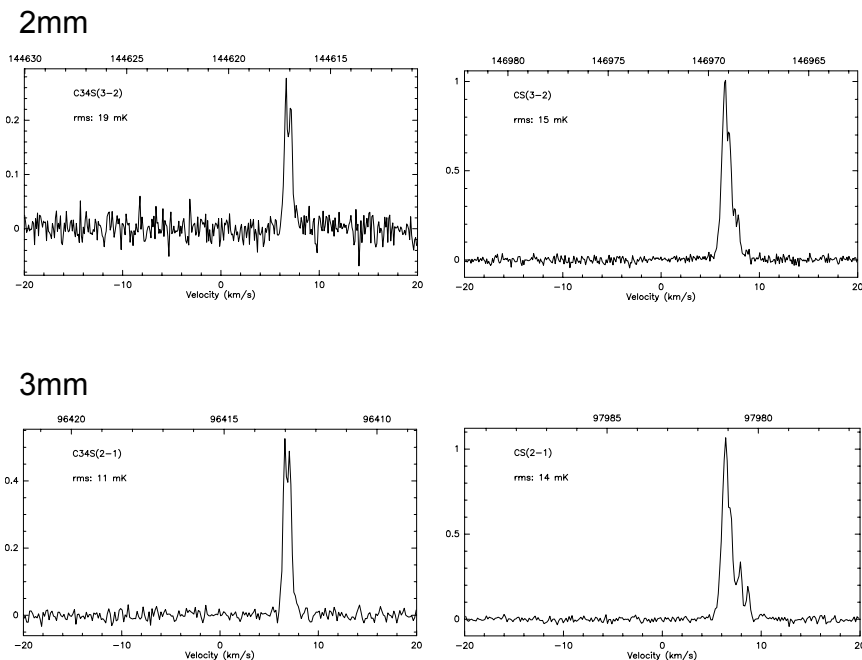 2mm
144630 144625 144620 144615
C34S(3-2)
rms: 19 mK
0.2
0.1
0
-20 -10 0 10 20
Velocity (km/s)
146980 146975 146970 146965
CS(3-2)
rms: 15 mK
1
0.5
0
-20 -10 0 10 20
Velocity (km/s)
3mm
96420 96415 96410
C34S(2-1)
rms: 11 mK
0.4
0.2
0
-20 -10 0 10 20
Velocity (km/s)
97985 97980
CS(2-1)
rms: 14 mK
1
0.5
0
-20 -10 0 10 20
Velocity (km/s)